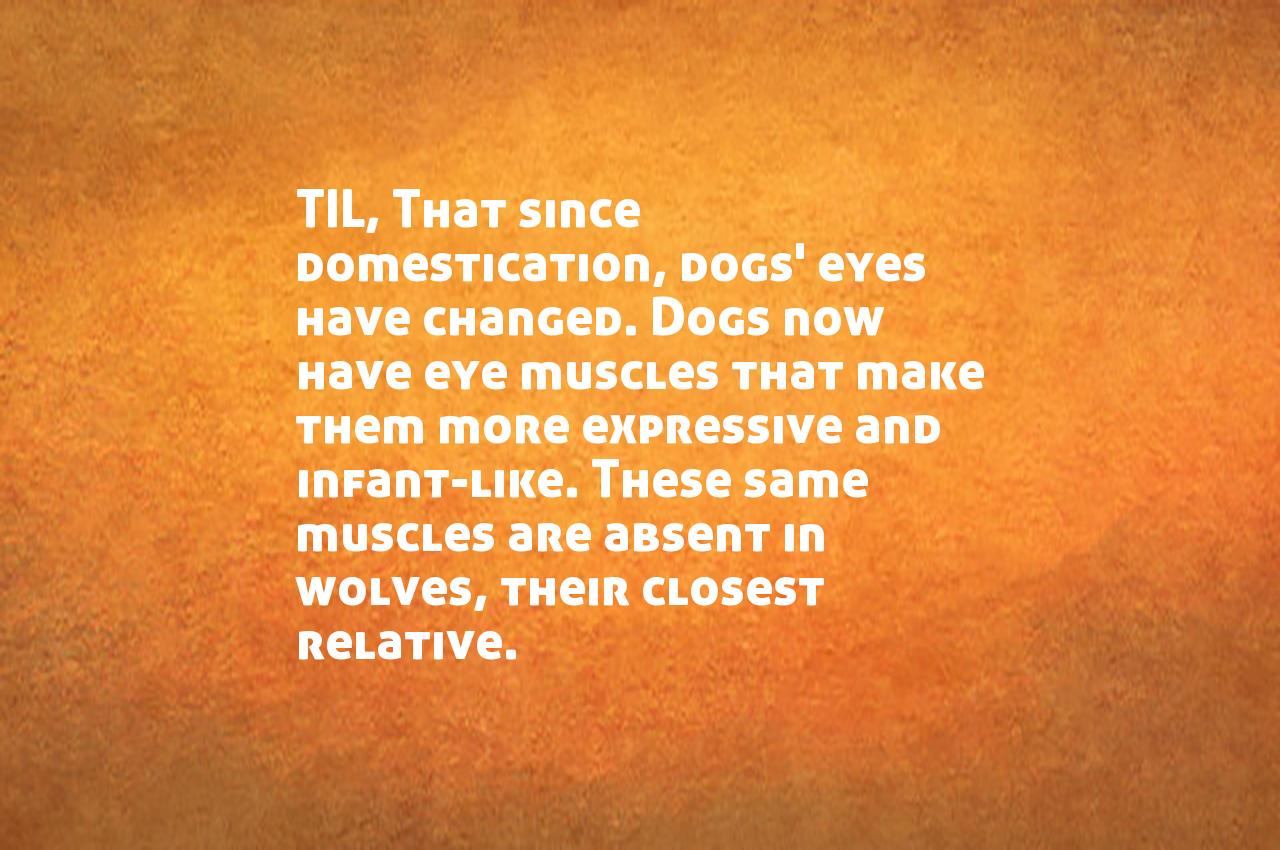 TIL, That since
domestication, dogs' eyes
have changed. Dogs now
have eye muscles that make
them more expressive and
infant-like. These same
muscles are absent in
wolves, their closest
relative.